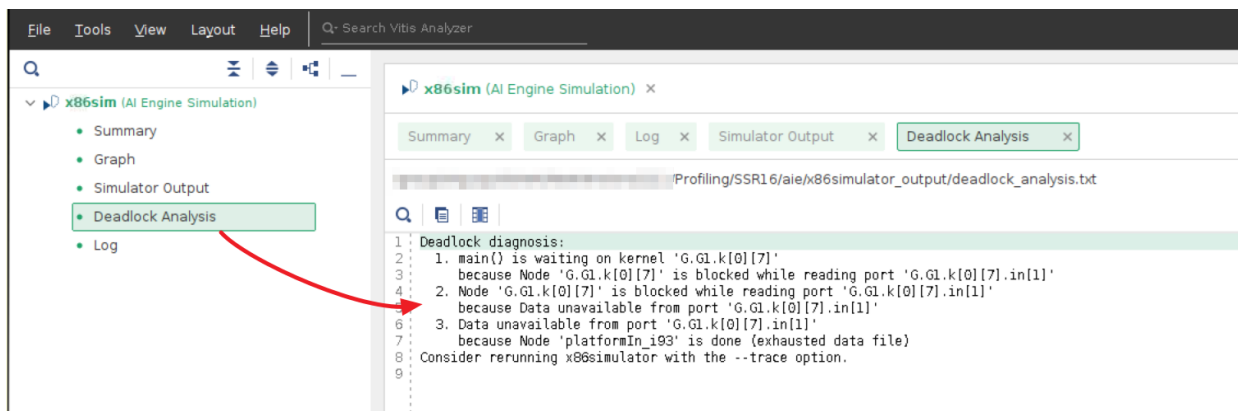 File Tools View Layout Help Search Vitis Analyzer
x86sim (AI Engine Simulation)
Summary
Graph
Simulator Output
Deadlock Analysis
Log
x86sim (AI Engine Simulation)
Summary Graph Log Simulator Output Deadlock Analysis
/Profiling/SSR16/aie/x86simulator_output/deadlock_analysis.txt
1 Deadlock diagnosis:
2 1. main() is waiting on kernel 'G.G1.k[0][7]'
3 because Node 'G.G1.k[0][7]' is blocked while reading port 'G.G1.k[0][7].in[1]'
4 2. Node 'G.G1.k[0][7]' is blocked while reading port 'G.G1.k[0][7].in[1]'
because Data unavailable from port 'G.G1.k[0][7].in[1]'
6 3. Data unavailable from port 'G.G1.k[0][7].in[1]'
7 because Node 'platformIn_i93' is done (exhausted data file)
8 Consider rerunning x86simulator with the --trace option.
9